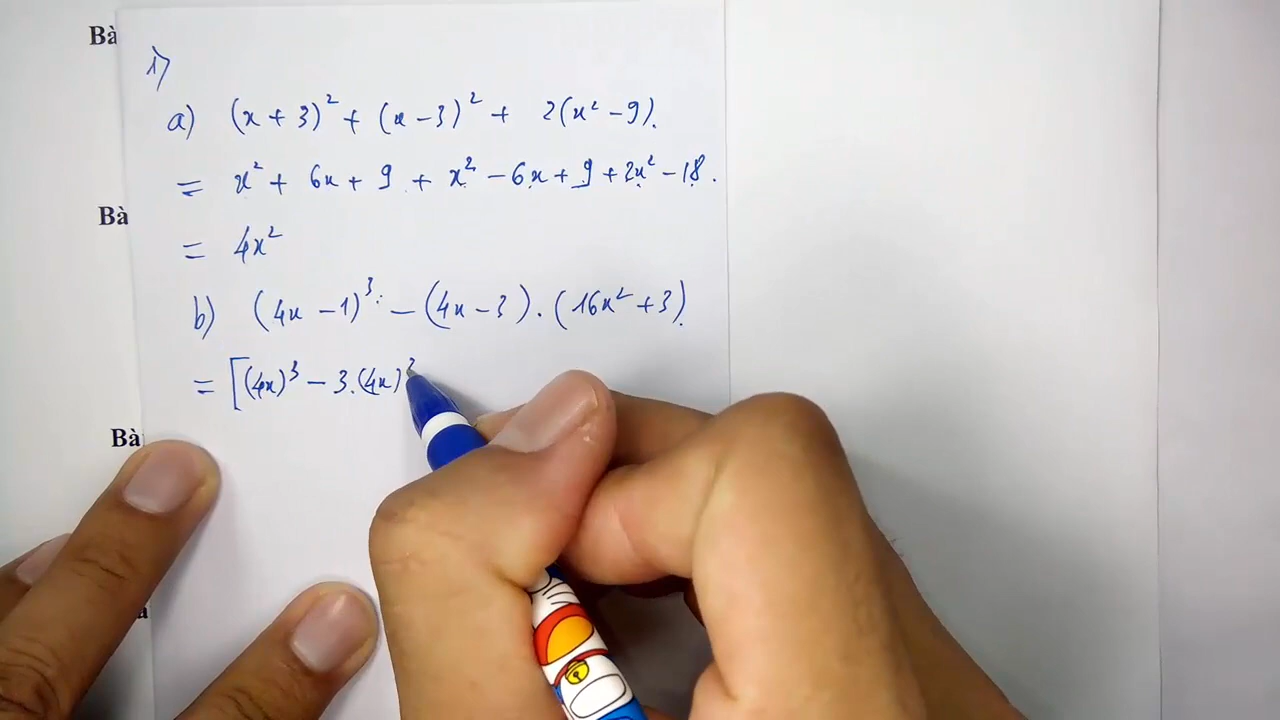 Bà
1)
a) (x + 3)² + (x - 3)² + 2(x² - 9).
= x² + 6x + 9 + x² - 6x + 9 + 2x² - 18.
Bà
= 4x²
b) (4x - 1)³ - (4x - 3).(16x² + 3)
= [(4x)³ - 3.(4x)²
Bà